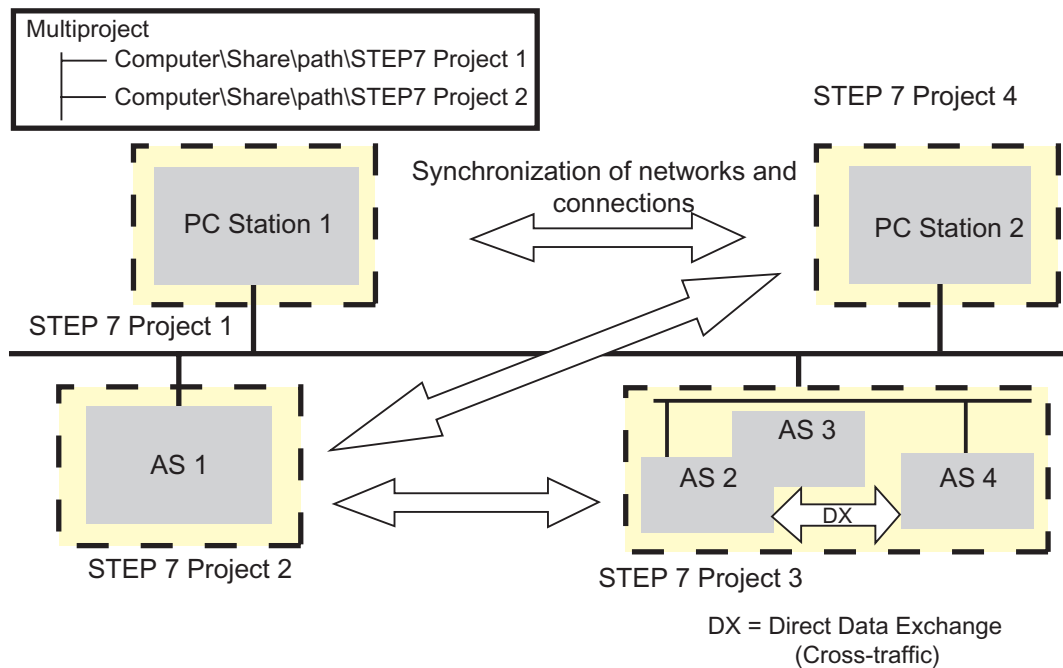 Multiproject
Computer\Share\path\STEP7 Project 1
Computer\Share\path\STEP7 Project 2
STEP 7 Project 4
PC Station 1
Synchronization of networks and
connections
PC Station 2
STEP 7 Project 1
AS 1
AS 3
AS 2
AS 4
DX
STEP 7 Project 2
STEP 7 Project 3
DX = Direct Data Exchange
(Cross-traffic)